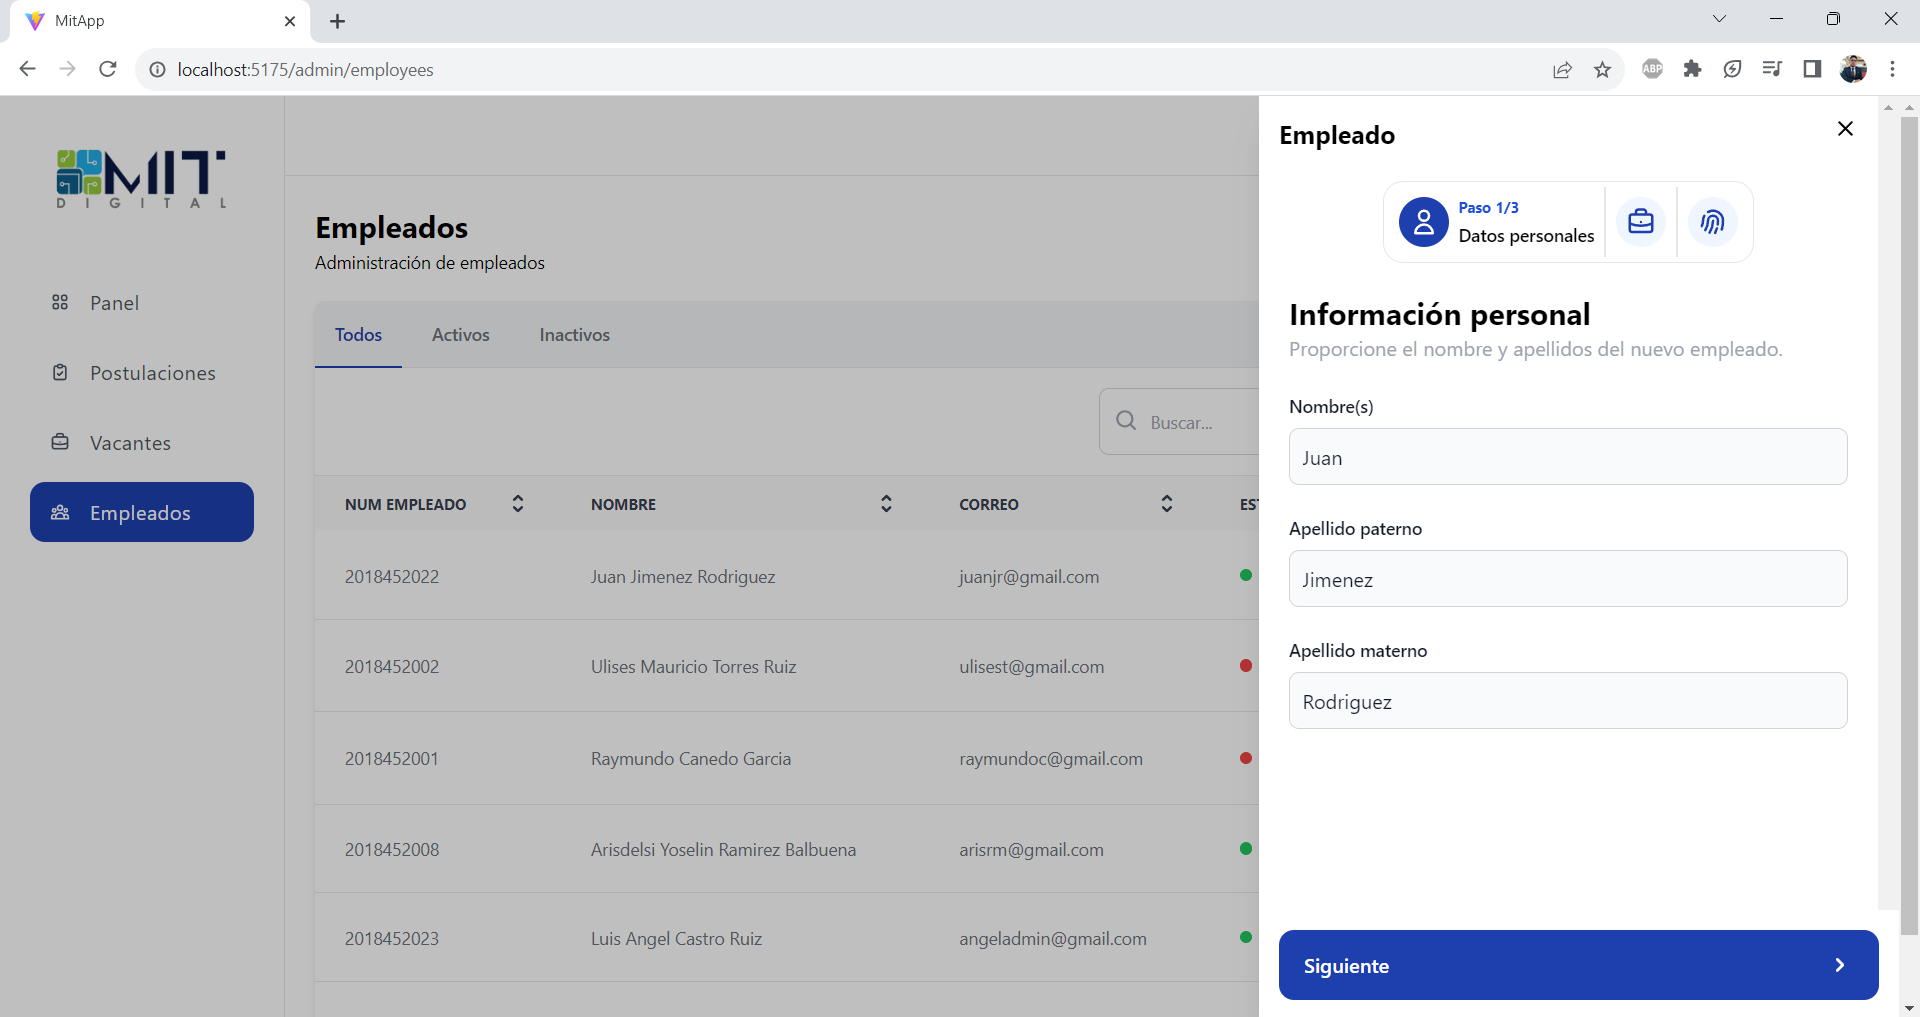 MitApp
localhost:5175/admin/employees
ABP
MIT
DIGITAL
Panel
Postulaciones
Vacantes
Empleados
Empleados
Administración de empleados
Todos Activos Inactivos
Buscar...
NUM EMPLEADO NOMBRE CORREO EST
2018452022 Juan Jimenez Rodriguez juanjr@gmail.com
2018452002 Ulises Mauricio Torres Ruiz ulisest@gmail.com
2018452001 Raymundo Canedo Garcia raymundoc@gmail.com
2018452008 Arisdelsi Yoselin Ramirez Balbuena arisrm@gmail.com
2018452023 Luis Angel Castro Ruiz angeladmin@gmail.com
Empleado
Paso 1/3
Datos personales
Información personal
Proporcione el nombre y apellidos del nuevo empleado.
Nombre(s)
Juan
Apellido paterno
Jimenez
Apellido materno
Rodriguez
Siguiente